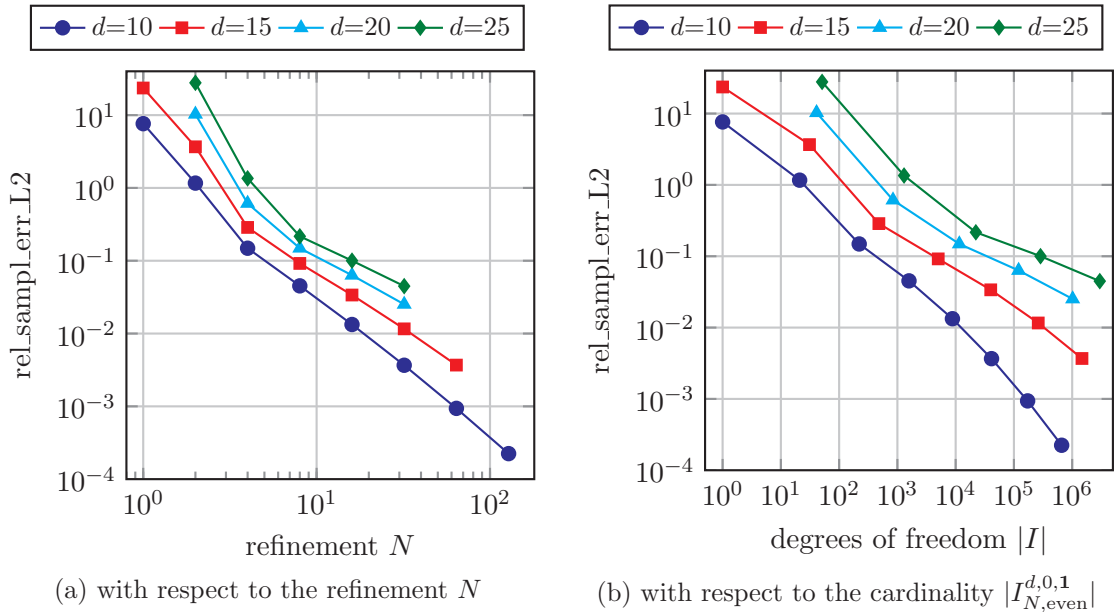 d=10 d=15 d=20 d=25
10^1
10^0
10^{-1}
10^{-2}
10^{-3}
10^{-4}
rel_sampl_err_L2
10^0 10^1 10^2
refinement N
(a) with respect to the refinement N
d=10 d=15 d=20 d=25
10^1
10^0
10^{-1}
10^{-2}
10^{-3}
10^{-4}
rel_sampl_err_L2
10^0 10^1 10^2 10^3 10^4 10^5 10^6
degrees of freedom |I|
(b) with respect to the cardinality |I_{N,even}^{d,0,1}|